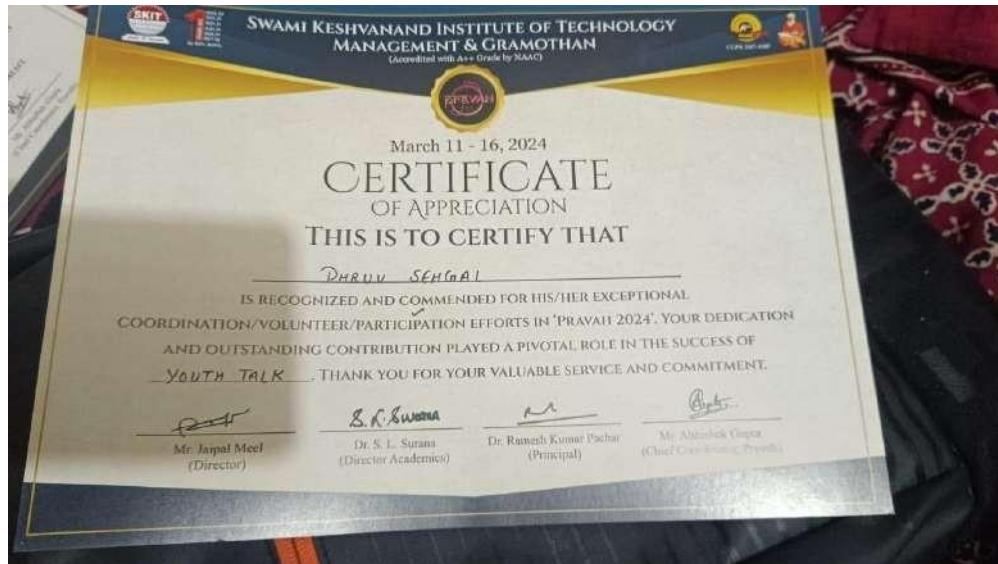 SKIT
SWAMI KESHVANAND INSTITUTE OF TECHNOLOGY
MANAGEMENT & GRAMOTHAN
(Accredited with A++ Grade by NAAC)
PRAVAH
March 11 - 16, 2024
CERTIFICATE
OF APPRECIATION
THIS IS TO CERTIFY THAT
DHRUV SEHGAL
IS RECOGNIZED AND COMMENDED FOR HIS/HER EXCEPTIONAL
COORDINATION/VOLUNTEER/PARTICIPATION EFFORTS IN 'PRAVAH 2024'. YOUR DEDICATION
AND OUTSTANDING CONTRIBUTION PLAYED A PIVOTAL ROLE IN THE SUCCESS OF
YOUTH TALK . THANK YOU FOR YOUR VALUABLE SERVICE AND COMMITMENT.
Mr. Jaipal Meel
(Director)
S. L. Surana
Dr. S. L. Surana
(Director Academics)
Dr. Ramesh Kumar Pachar
(Principal)
Mr. Abhishek Gupta
(Chief Coordinator, Pravah)